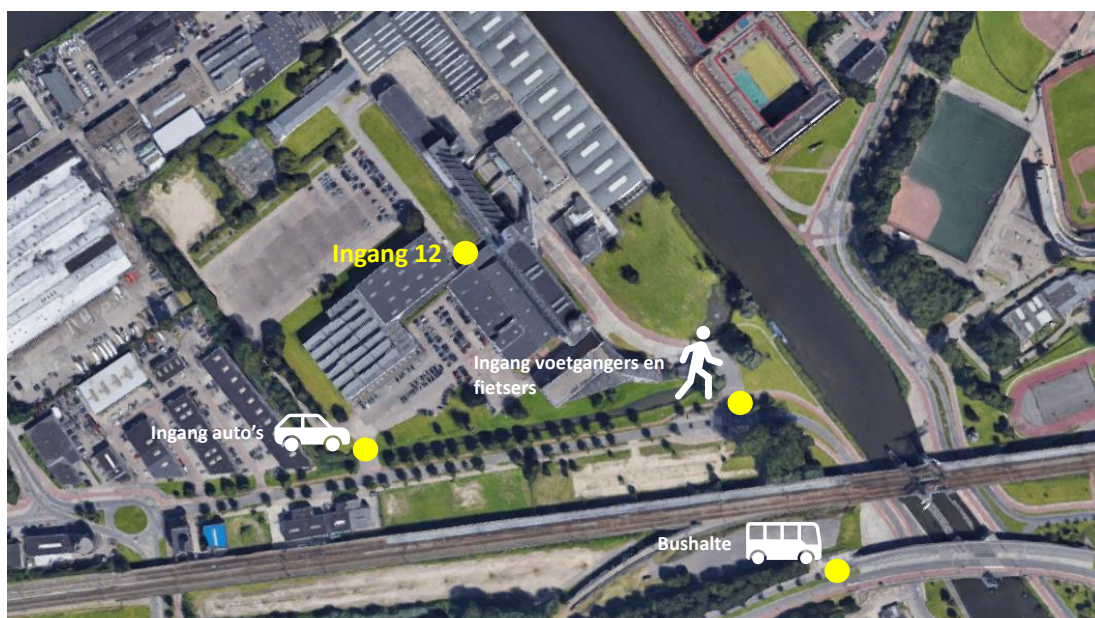 Ingang 12
Ingang voetgangers en
fietsers
Ingang auto's
Bushalte